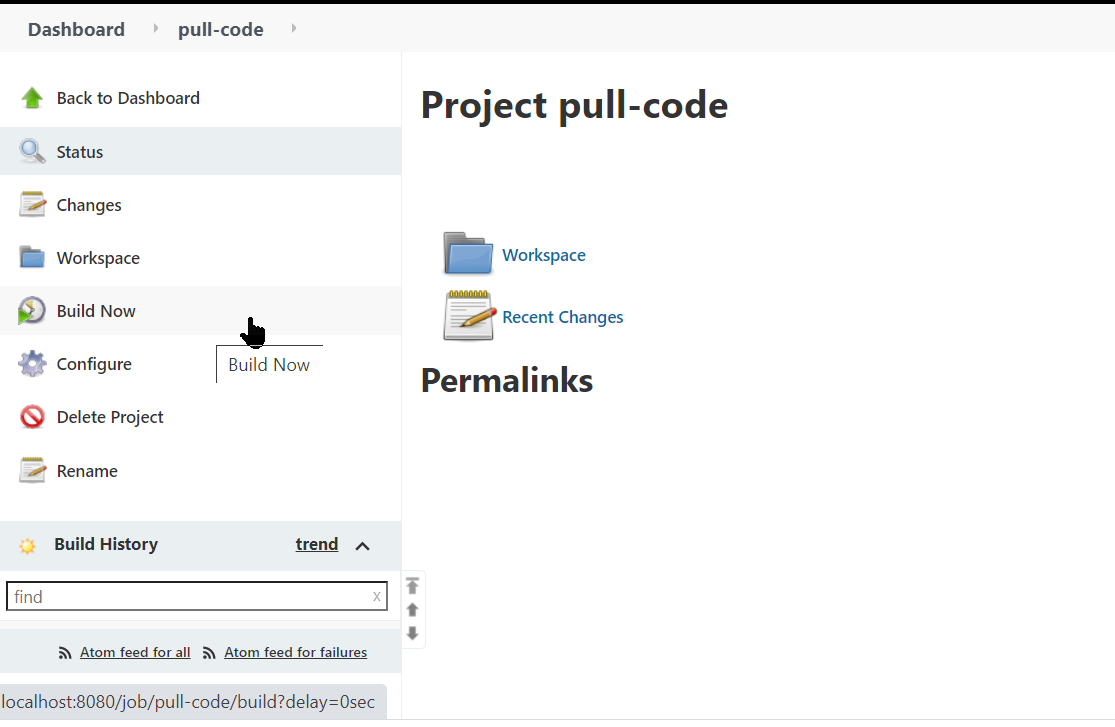 Dashboard pull-code
Back to Dashboard
Status
Changes
Workspace
Build Now
Configure
Delete Project
Rename
Build History trend
find x
Atom feed for all Atom feed for failures
localhost:8080/job/pull-code/build?delay=0sec
Build Now
Project pull-code
Workspace
Recent Changes
Permalinks